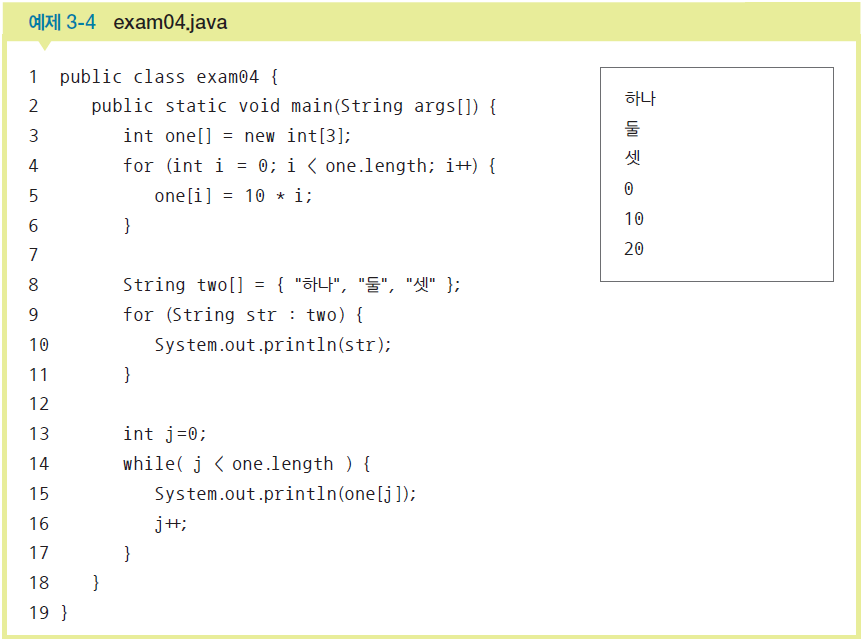 예제 3-4 exam04.java
1 public class exam04 {
2 public static void main(String args[]) {
3 int one[] = new int[3];
4 for (int i = 0; i < one.length; i++) {
5 one[i] = 10 * i;
6 }
7
8 String two[] = { "하나", "둘", "셋" };
9 for (String str : two) {
10 System.out.println(str);
11 }
12
13 int j=0;
14 while( j < one.length ) {
15 System.out.println(one[j]);
16 j++;
17 }
18 }
19 }
하나
둘
셋
0
10
20